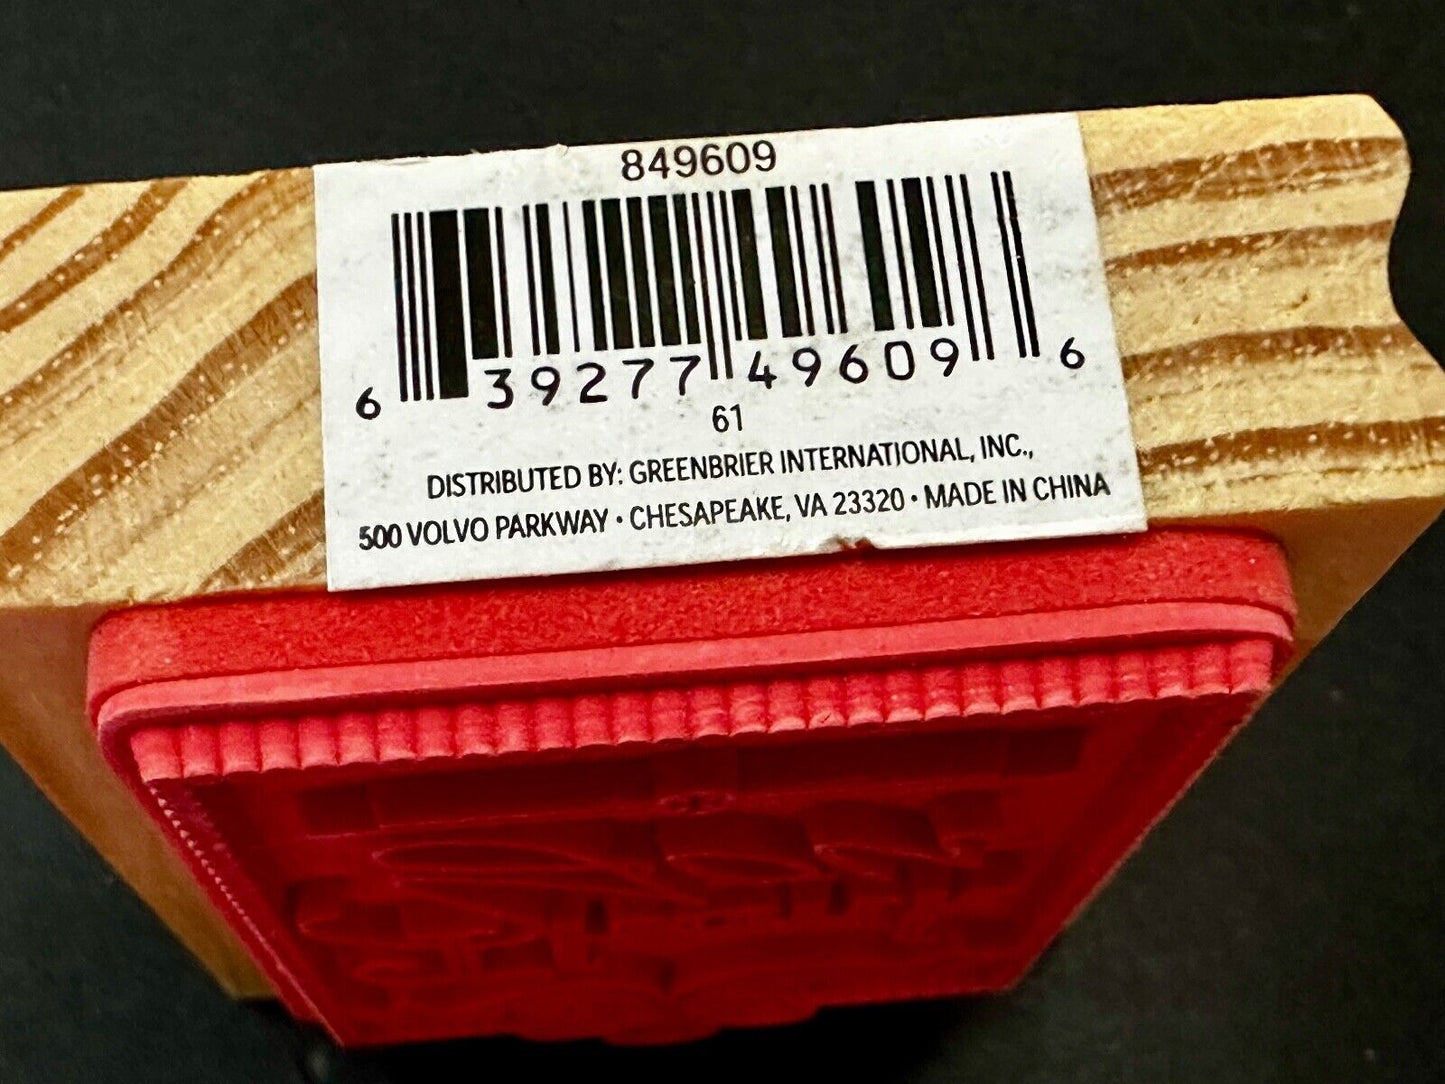 849609
6 39277 49609 6
61
DISTRIBUTED BY: GREENBRIER INTERNATIONAL, INC.,
500 VOLVO PARKWAY • CHESAPEAKE, VA 23320 • MADE IN CHINA